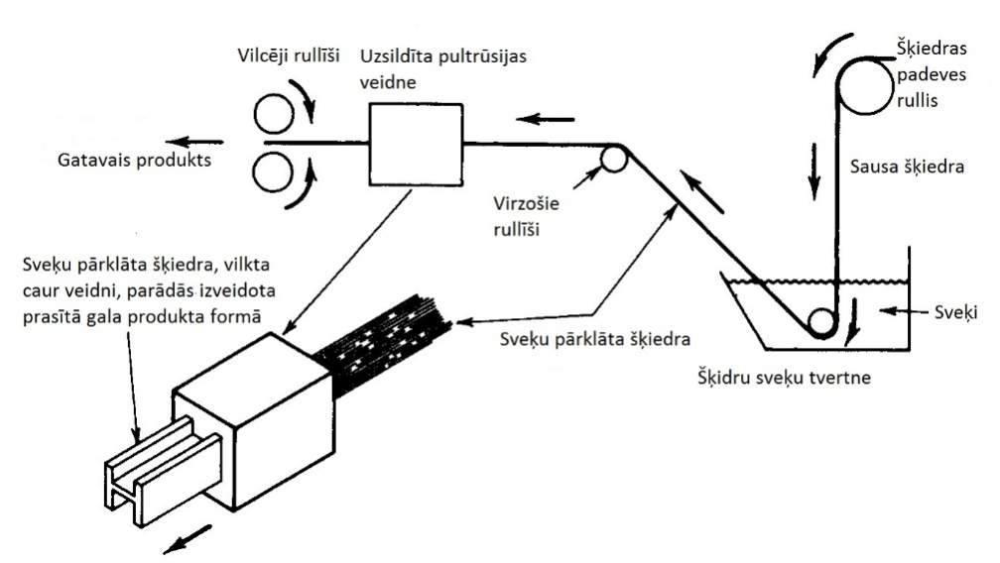 Vilcēji rullīši
Uzsildīta pultrūsijas
veidne
Šķiedras
padeves
rullis
Gatavais produkts
Sausa šķiedra
Virzošie
rullīši
Sveķu pārklāta šķiedra, vilkta
caur veidni, parādās izveidota
prasītā gala produkta formā
Sveķi
Sveķu pārklāta šķiedra
Šķidru sveķu tvertne